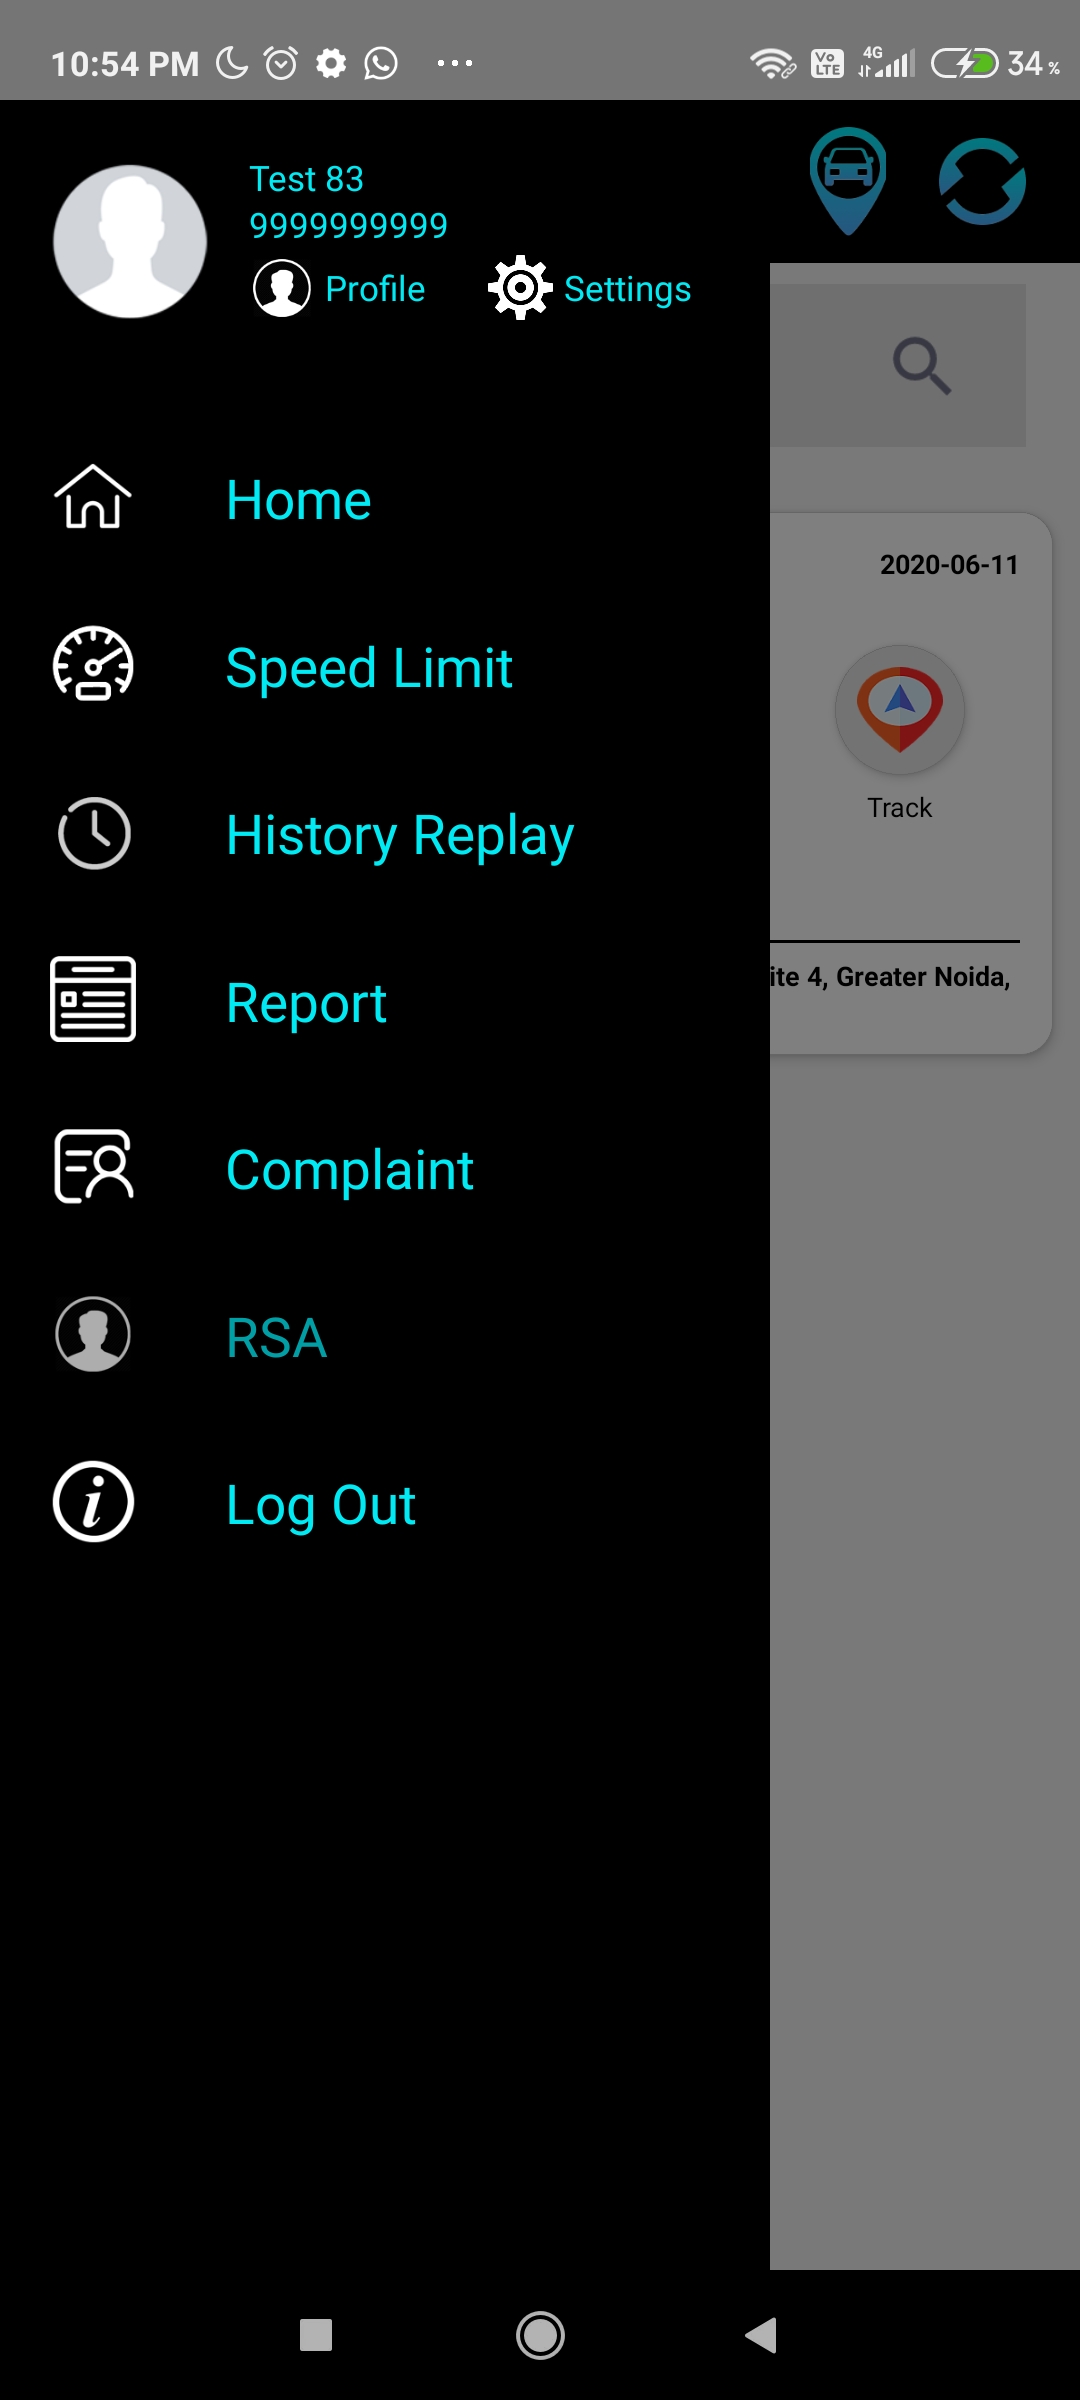 10:54 PM
Vo LTE
4G
34 %
Test 83
9999999999
Profile
Settings
Home
2020-06-11
Speed Limit
Track
History Replay
ite 4, Greater Noida,
Report
Complaint
RSA
Log Out